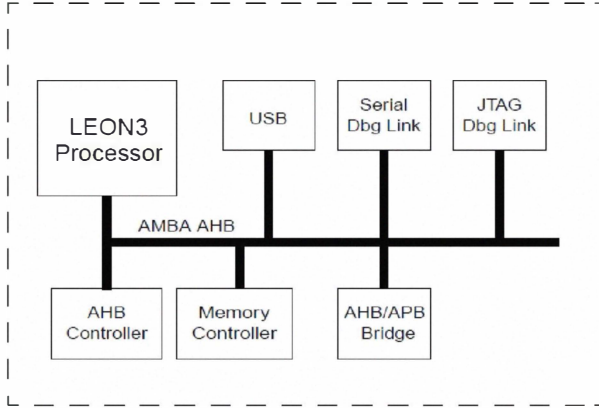 LEON3
Processor
USB
Serial
Dbg Link
JTAG
Dbg Link
AMBA AHB
AHB
Controller
Memory
Controller
AHB/APB
Bridge